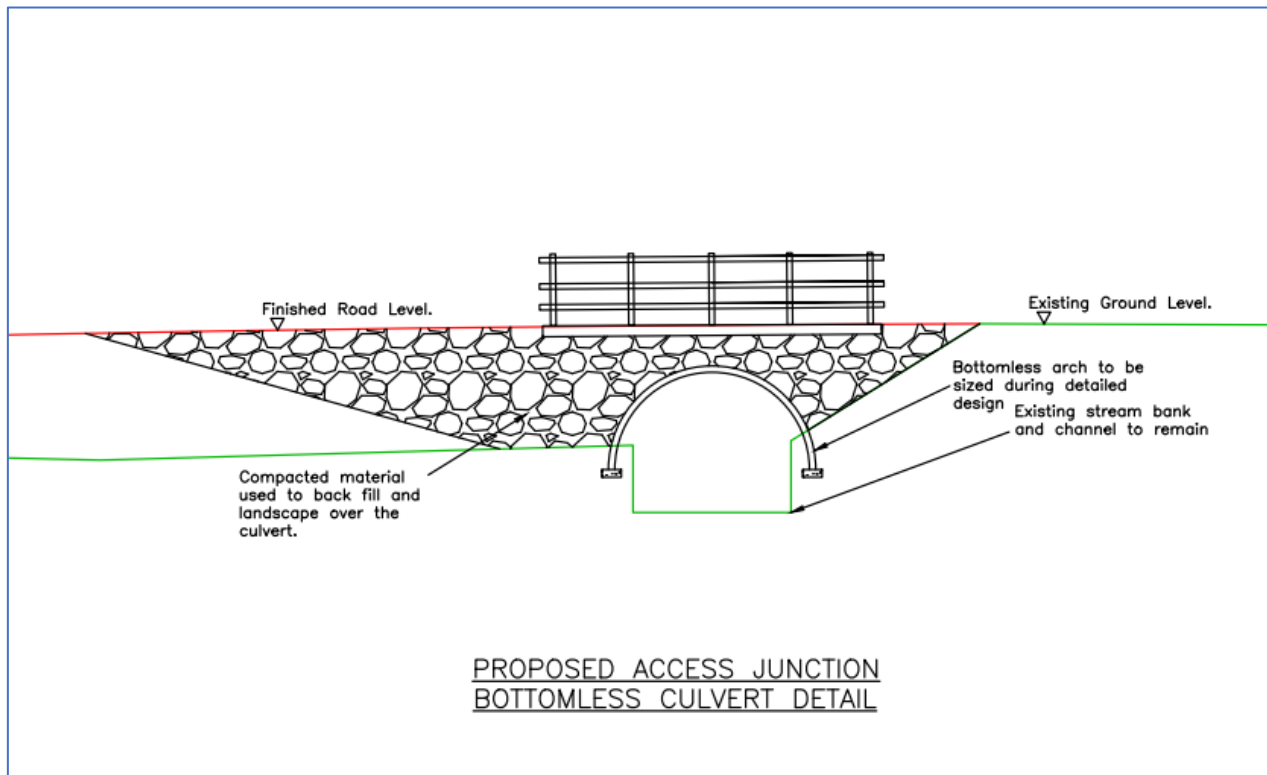 Finished Road Level.
Existing Ground Level.
Bottomless arch to be
sized during detailed
design
Existing stream bank
and channel to remain
Compacted material
used to back fill and
landscape over the
culvert.
PROPOSED ACCESS JUNCTION
BOTTOMLESS CULVERT DETAIL